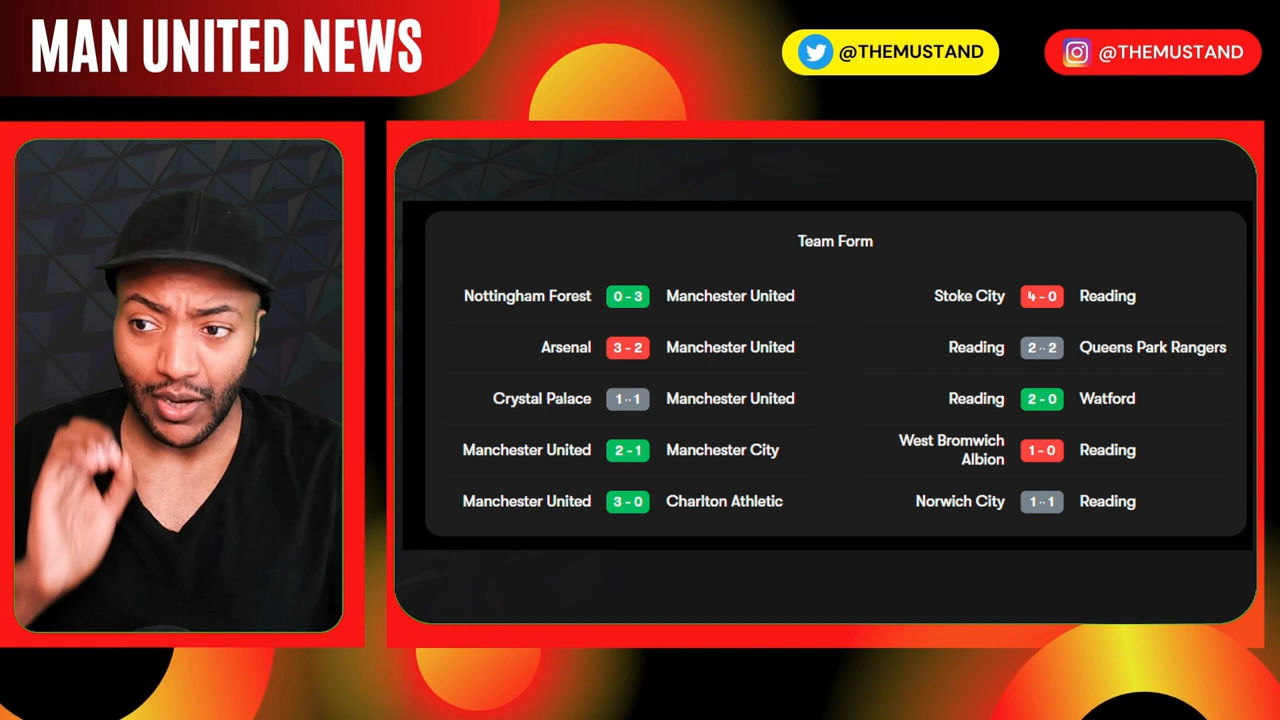 MAN UNITED NEWS
@THEMUSTAND
@THEMUSTAND
Team Form
Nottingham Forest 0 - 3 Manchester United
Arsenal 3 - 2 Manchester United
Crystal Palace 1 - 1 Manchester United
Manchester United 2 - 1 Manchester City
Manchester United 3 - 0 Charlton Athletic
Stoke City 4 - 0 Reading
Reading 2 - 2 Queens Park Rangers
Reading 2 - 0 Watford
West Bromwich
Albion 1 - 0 Reading
Norwich City 1 - 1 Reading